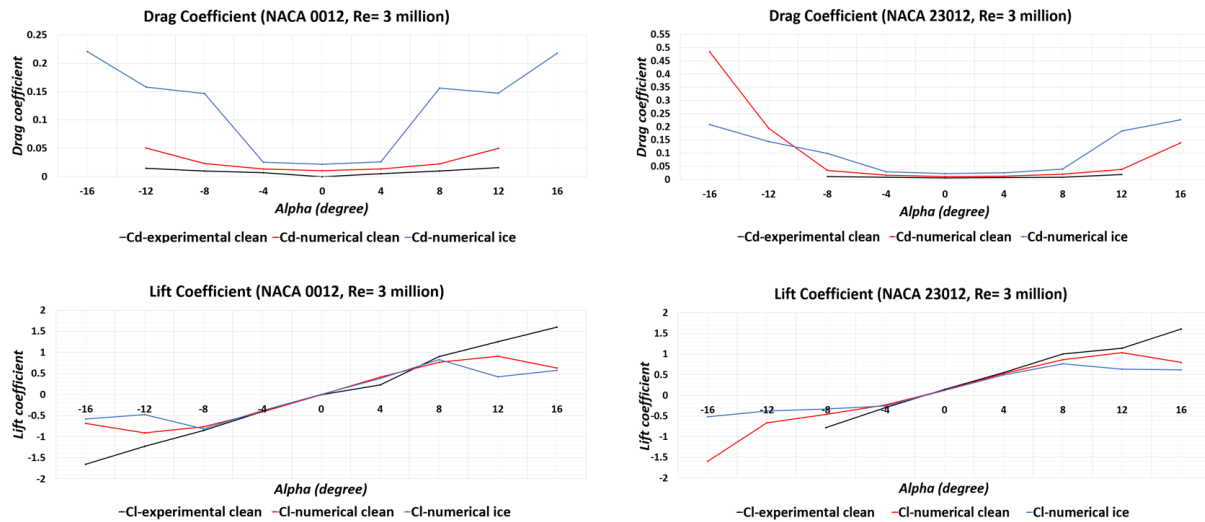 Drag Coefficient (NACA 0012, Re= 3 million)
Drag coefficient
0.25
0.2
0.15
0.1
0.05
0
-16 -12 -8 -4 0 4 8 12 16
Alpha (degree)
Cd-experimental clean Cd-numerical clean Cd-numerical ice
Drag Coefficient (NACA 23012, Re= 3 million)
Drag coefficient
0.55
0.5
0.45
0.4
0.35
0.3
0.25
0.2
0.15
0.1
0.05
0
-16 -12 -8 -4 0 4 8 12 16
Alpha (degree)
Cd-experimental clean Cd-numerical clean Cd-numerical ice
Lift Coefficient (NACA 0012, Re= 3 million)
Lift coefficient
2
1.5
1
0.5
0
-0.5
-1
-1.5
-2
-16 -12 -8 -4 0 4 8 12 16
Alpha (degree)
Cl-experimental clean Cl-numerical clean Cl-numerical ice
Lift Coefficient (NACA 23012, Re= 3 million)
Lift coefficient
2
1.5
1
0.5
0
-0.5
-1
-1.5
-2
-16 -12 -8 -4 0 4 8 12 16
Alpha (degree)
Cl-experimental clean Cl-numerical clean Cl-numerical ice